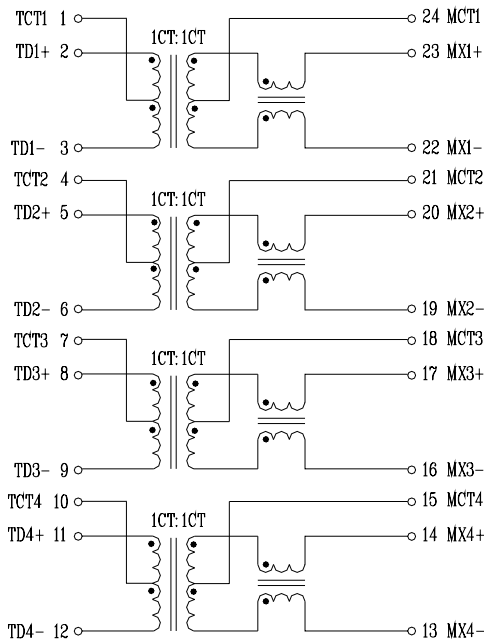 TCT1 1 24 MCT1
1CT:1CT
TD1+ 2 23 MX1+
TD1- 3 22 MX1-
TCT2 4 21 MCT2
1CT:1CT
TD2+ 5 20 MX2+
TD2- 6 19 MX2-
TCT3 7 18 MCT3
1CT:1CT
TD3+ 8 17 MX3+
TD3- 9 16 MX3-
TCT4 10 15 MCT4
1CT:1CT
TD4+ 11 14 MX4+
TD4- 12 13 MX4-